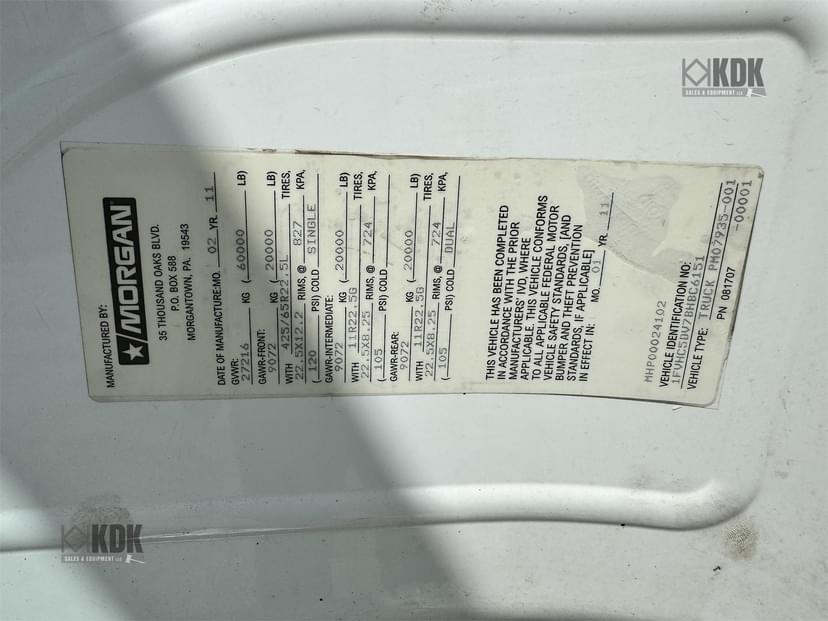 MANUFACTURED BY:
MORGAN
35 THOUSAND OAKS BLVD.
P.O. BOX 588
MORGANTOWN, PA. 19543
DATE OF MANUFACTURE:MO. 02 YR. 11
GVWR:
27216 KG ( 60000 LB)
GAWR-FRONT:
9072 KG ( 20000 LB)
WITH 425/65R22.5L TIRES,
22.5X12.2 RIMS, @ 827 KPA,
( 120 PSI) COLD SINGLE
GAWR-INTERMEDIATE:
9072 KG ( 20000 LB)
WITH 11R22.5G TIRES,
22.5X8.25 RIMS, @ 724 KPA,
( 105 PSI) COLD
GAWR-REAR:
9072 KG ( 20000 LB)
WITH 11R22.5G TIRES,
22.5X8.25 RIMS, @ 724 KPA,
( 105 PSI) COLD DUAL
THIS VEHICLE HAS BEEN COMPLETED
IN ACCORDANCE WITH THE PRIOR
MANUFACTURERS' IVD, WHERE
APPLICABLE. THIS VEHICLE CONFORMS
TO ALL APPLICABLE FEDERAL MOTOR
VEHICLE SAFETY STANDARDS, [AND
BUMPER AND THEFT PREVENTION
STANDARDS, IF APPLICABLE]
IN EFFECT IN: MO. 01 YR. 11
MHP00024102
VEHICLE IDENTIFICATION NO:
1FVHC5DV7BHBC6151
VEHICLE TYPE: TRUCK PM07935-001
PN 081707 -00001
KDK
SALES & EQUIPMENT LLC
KDK
SALES & EQUIPMENT LLC